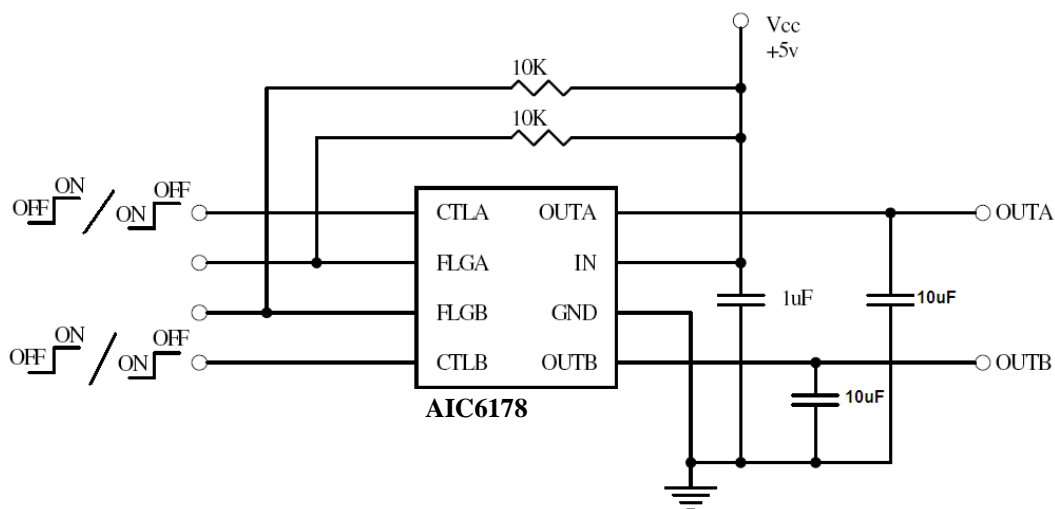 Vcc
+5v
10K
10K
OFF ON / ON OFF
CTLA OUTA OUTA
FLGA IN
1uF 10uF
FLGB GND
OFF ON / ON OFF
CTLB OUTB OUTB
10uF
AIC6178